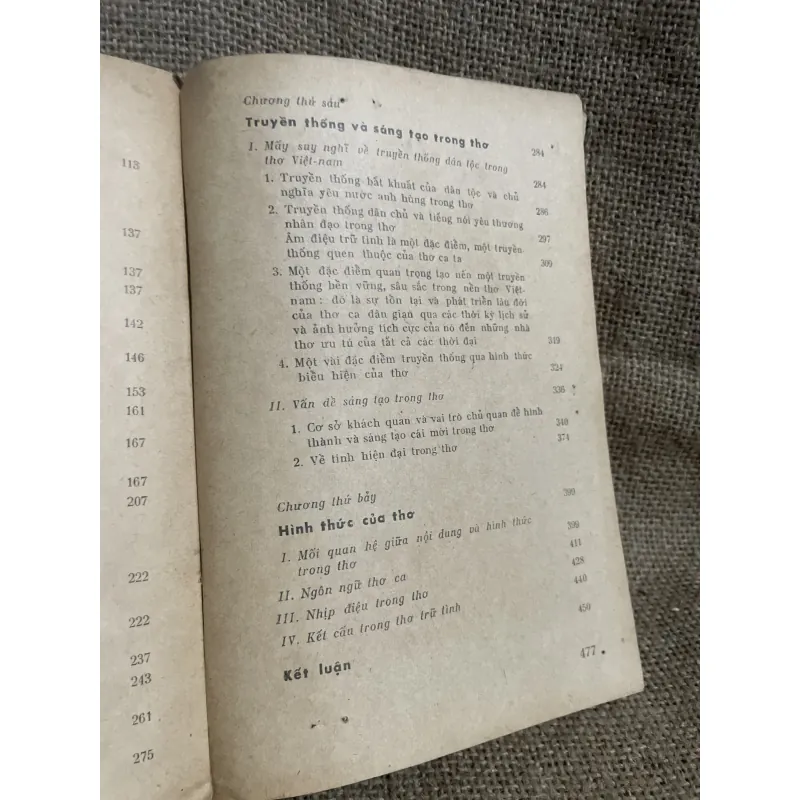 113
137
137
137
142
146
153
161
167
167
207
222
222
237
243
261
275
Chương thứ sáu
Truyền thống và sáng tạo trong thơ 284
I. Mấy suy nghĩ về truyền thống dân tộc trong
thơ Việt-nam 284
1. Truyền thống bất khuất của dân tộc và chủ
nghĩa yêu nước anh hùng trong thơ 286
2. Truyền thống dân chủ và tiếng nói yêu thương
nhân đạo trong thơ 297
Âm điệu trữ tình là một đặc điểm, một truyền
thống quen thuộc của thơ ca ta 309
3. Một đặc điểm quan trọng tạo nên một truyền
thống bền vững, sâu sắc trong nền thơ Việt-
nam : đó là sự tồn tại và phát triển lâu đời
của thơ ca dân gian qua các thời kỳ lịch sử
và ảnh hưởng tích cực của nó đến những nhà
thơ ưu tú của tất cả các thời đại
4. Một vài đặc điểm truyền thống qua hình thức
biểu hiện của thơ 324
II. Vấn đề sáng tạo trong thơ 336
1. Cơ sở khách quan và vai trò chủ quan để hình
thành và sáng tạo cái mới trong thơ 340
2. Về tính hiện đại trong thơ 374
Chương thứ bảy
Hình thức của thơ 399
I. Mối quan hệ giữa nội dung và hình thức
trong thơ 399
II. Ngôn ngữ thơ ca 411
III. Nhịp điệu trong thơ 428
IV. Kết cấu trong thơ trữ tình 440
450
Kết luận 477